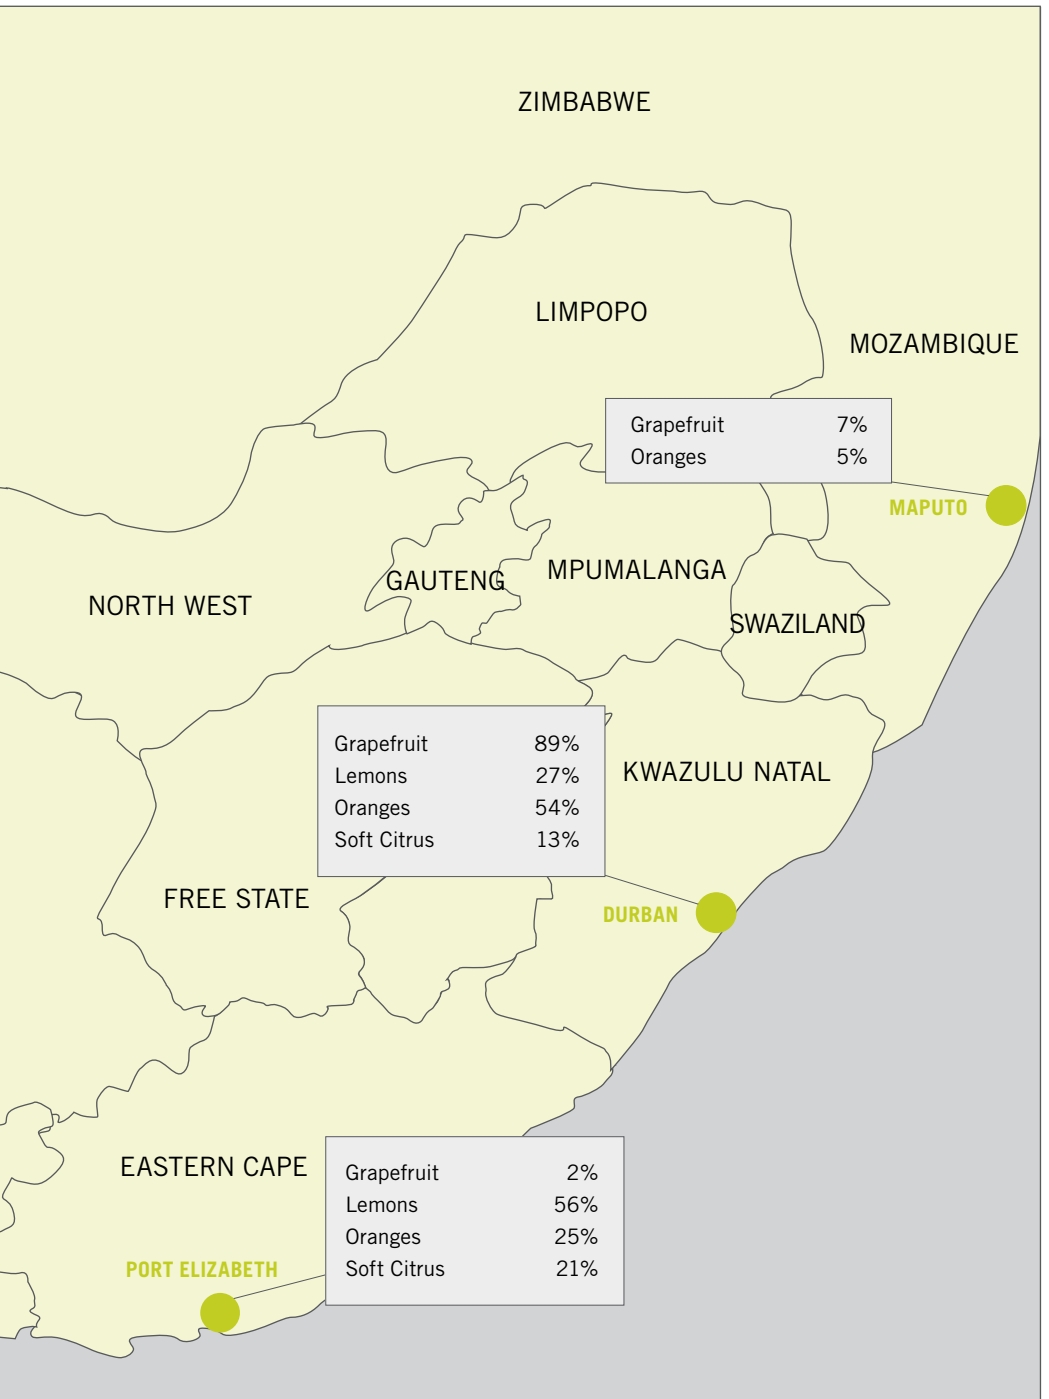 ZIMBABWE
LIMPOPO
MOZAMBIQUE
Grapefruit 7%
Oranges 5%
MAPUTO
MPUMALANGA
GAUTENG
NORTH WEST
SWAZILAND
Grapefruit 89%
Lemons 27%
Oranges 54%
Soft Citrus 13%
KWAZULU NATAL
FREE STATE
DURBAN
EASTERN CAPE
Grapefruit 2%
Lemons 56%
Oranges 25%
Soft Citrus 21%
PORT ELIZABETH